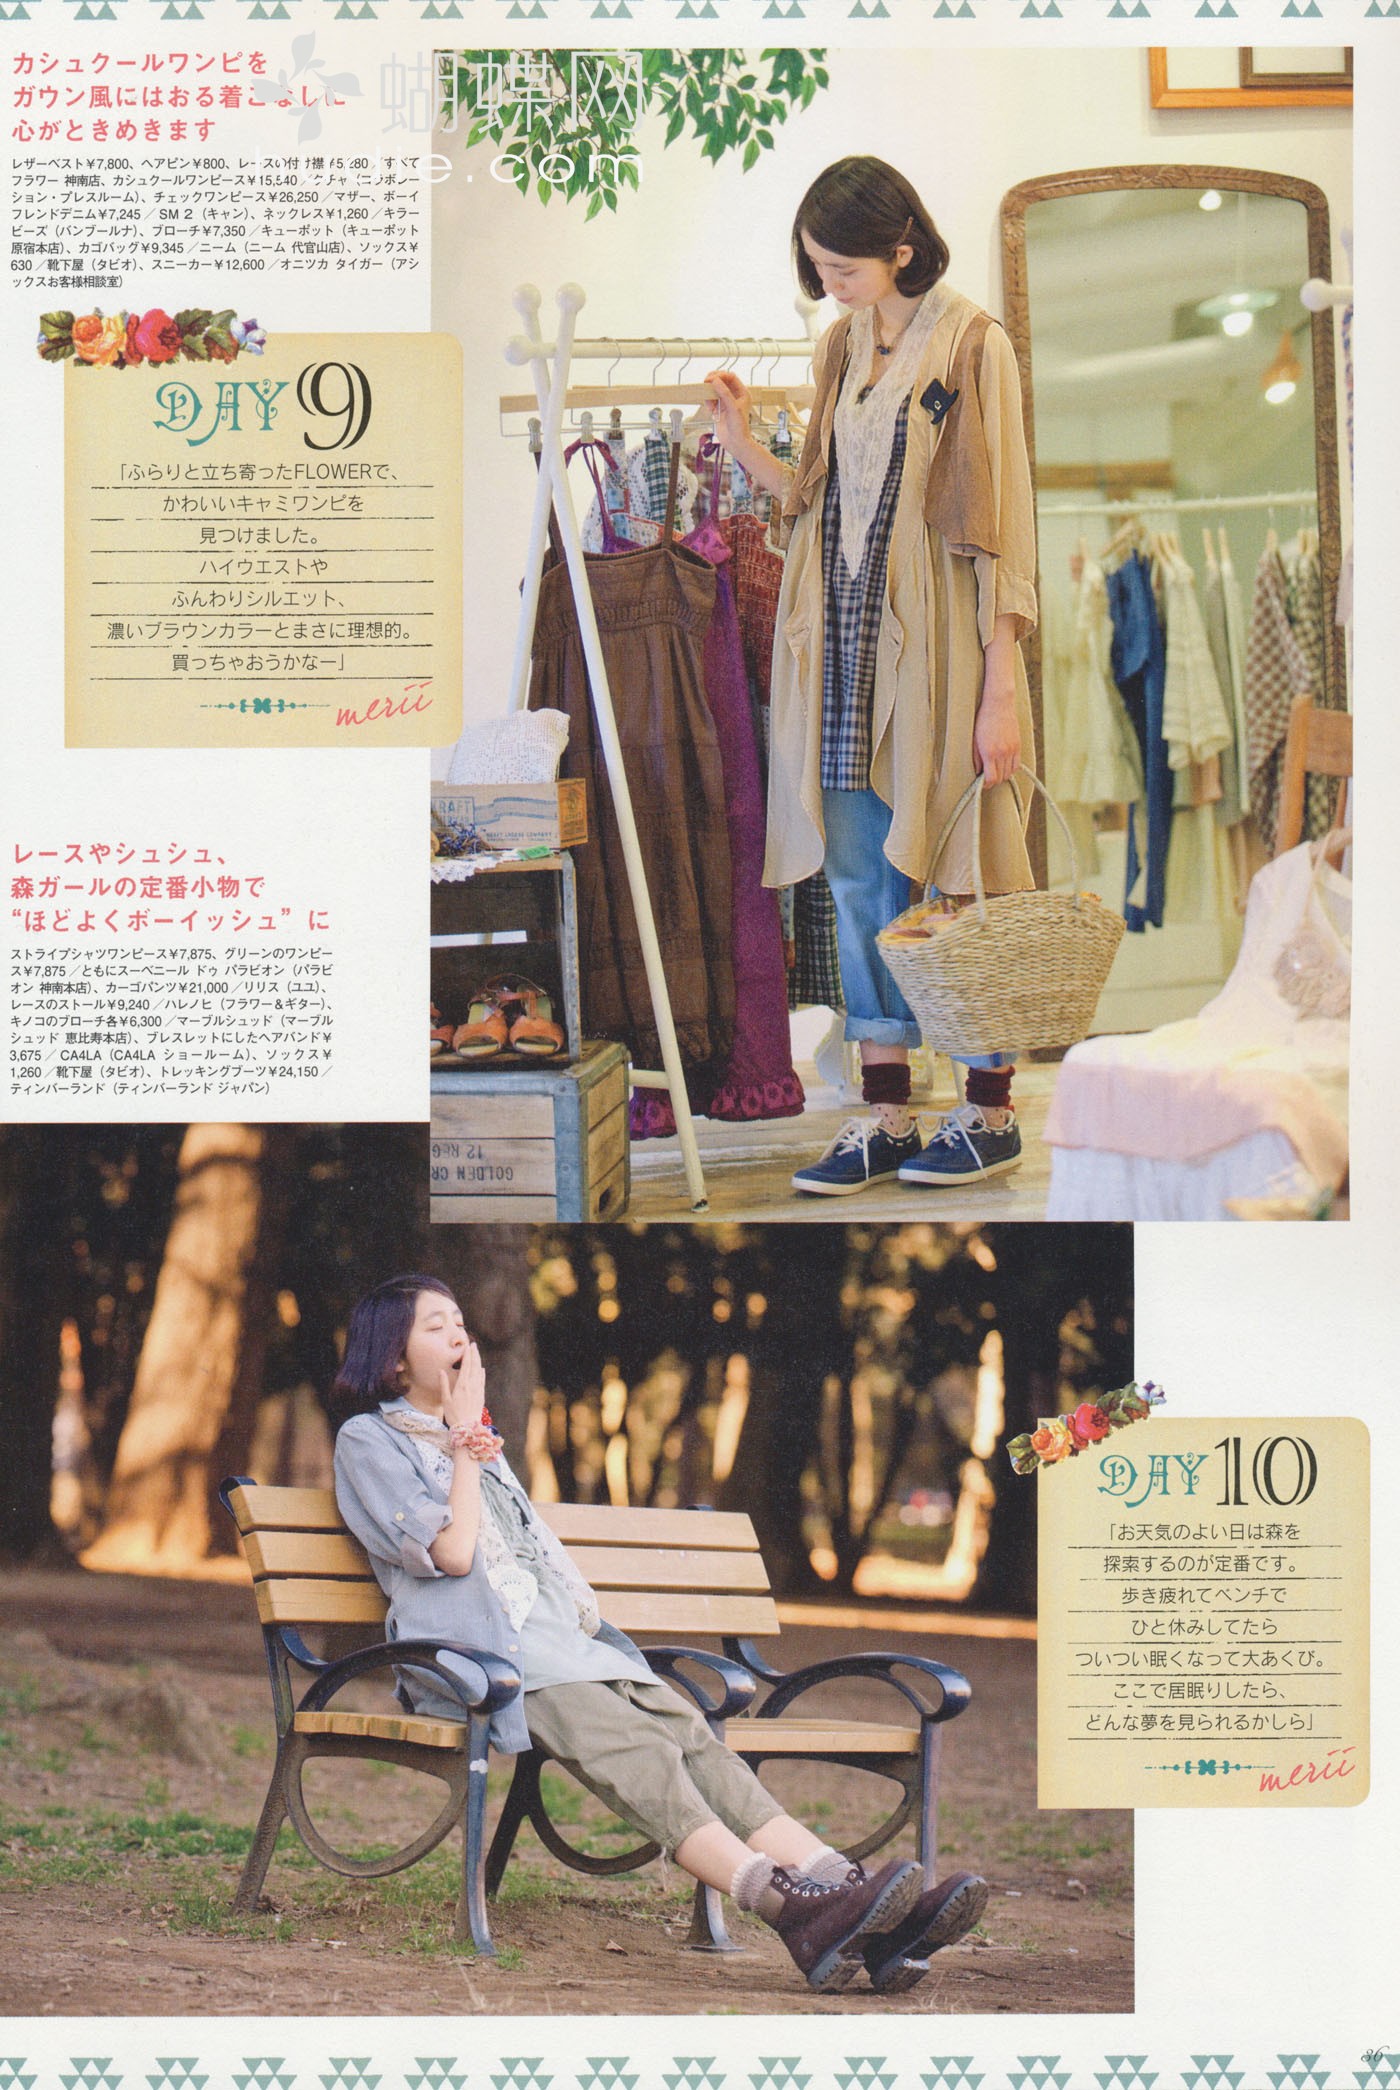 カシュクールワンピを
ガウン風にはおる着こなしに
心がときめきます
レザーベスト¥7,800、ヘアピン¥800、レースの付け襟¥5,280／すべて
フラワー 神南店、カシュクールワンピース¥15,540／クチャ（コラボレー
ション・プレスルーム）、チェックワンピース¥26,250／マザー、ボーイ
フレンドデニム¥7,245／SM２（キャン）、ネックレス¥1,260／キラー
ビーズ（バンブールナ）、ブローチ¥7,350／キューポット（キューポット
原宿本店）、カゴバッグ¥9,345／ニーム（ニーム 代官山店）、ソックス¥
630／靴下屋（タビオ）、スニーカー¥12,600／オニツカ タイガー（アシ
ックスお客様相談室）
蝴蝶网
DAY 9
「ふらりと立ち寄ったFLOWERで、
かわいいキャミワンピを
見つけました。
ハイウエストや
ふんわりシルエット、
濃いブラウンカラーとまさに理想的。
買っちゃおうかなー」
merii
KRAFT
GOLDEN
12 REG
レースやシュシュ、
森ガールの定番小物で
“ほどよくボーイッシュ”に
ストライプシャツワンピース¥7,875、グリーンのワンピー
ス¥7,875／ともにスーベニール ドゥ パラビオン（パラビ
オン 神南本店）、カーゴパンツ¥21,000／リリス（ユユ）、
レースのストール¥9,240／ハレノヒ（フラワー＆ギター）、
キノコのブローチ各¥6,300／マーブルシュッド（マーブル
シュッド 恵比寿本店）、ブレスレットにしたヘアバンド¥
3,675／CA4LA（CA4LA ショールーム）、ソックス¥
1,260／靴下屋（タビオ）、トレッキングブーツ¥24,150／
ティンバーランド（ティンバーランド ジャパン）
DAY 10
「お天気のよい日は森を
探索するのが定番です。
歩き疲れてベンチで
ひと休みしてたら
ついつい眠くなって大あくび。
ここで居眠りしたら、
どんな夢を見られるかしら」
merii
36